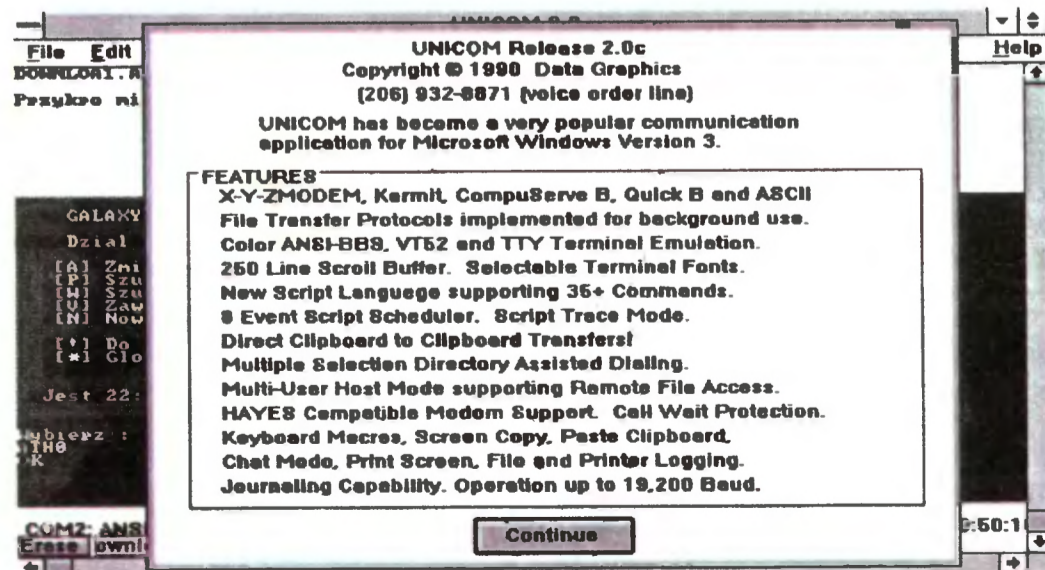 File Edit
Help
DOWNLOAD1.A
Przykro mi
UNICOM Release 2.0c
Copyright © 1990 Data Graphics
(206) 932-8871 (voice order line)
UNICOM has become a very popular communication
application for Microsoft Windows Version 3.
FEATURES
X-Y-ZMODEM, Kermit, CompuServe B, Quick B and ASCII
File Transfer Protocols implemented for background use.
Color ANSI-BBS, VT52 and TTY Terminal Emulation.
250 Line Scroll Buffer. Selectable Terminal Fonts.
New Script Language supporting 35+ Commands.
8 Event Script Scheduler. Script Trace Mode.
Direct Clipboard to Clipboard Transfers!
Multiple Selection Directory Assisted Dialing.
Multi-User Host Mode supporting Remote File Access.
HAYES Compatible Modem Support. Call Wait Protection.
Keyboard Macros, Screen Copy, Paste Clipboard,
Chat Mode, Print Screen, File and Printer Logging.
Journaling Capability. Operation up to 19,200 Baud.
Continue
GALAXY
Dzial
[A] Zmi
[P] Szu
[W] Szu
[V] Zaw
[N] Now
[*] Glo
Jest 22:
ybierz :
TH0
K
COM2: ANSI
:50:1
Erase ownl